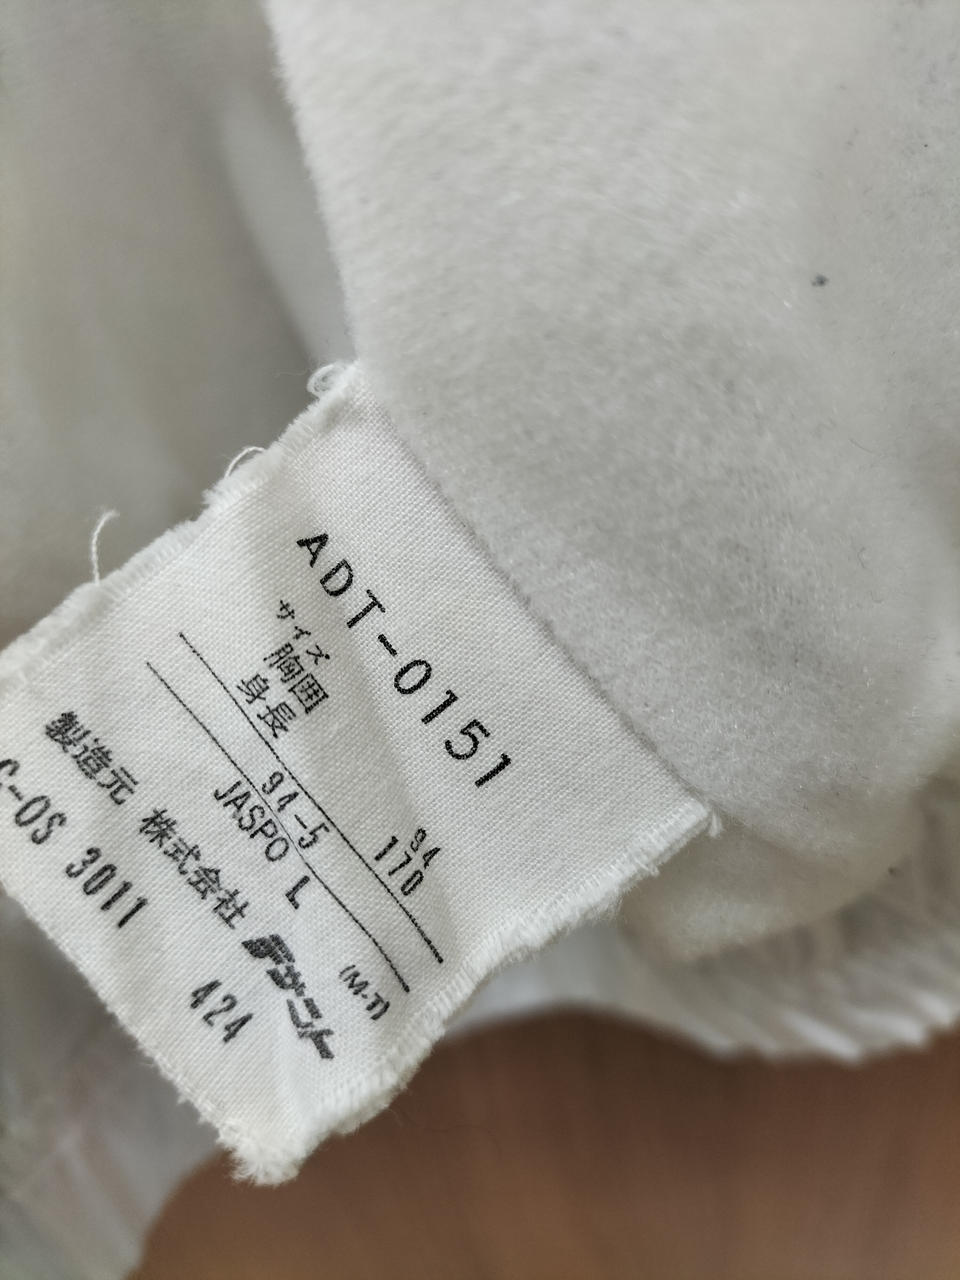 ADT-0151
サイズ
胸囲 94
身長 170
94-5
JASPO L
(M-T)
製造元 株式会社 デサント
C-OS 3011 424